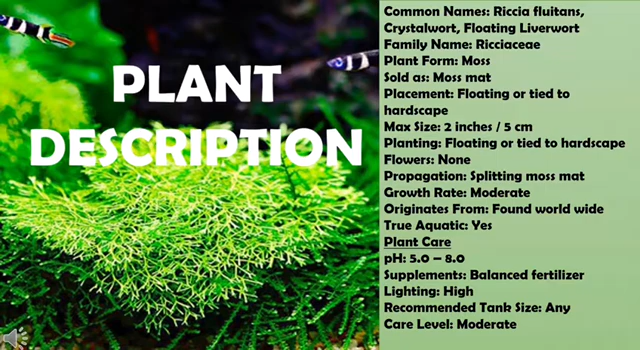 PLANT
DESCRIPTION
Common Names: Riccia fluitans,
Crystalwort, Floating Liverwort
Family Name: Ricciaceae
Plant Form: Moss
Sold as: Moss mat
Placement: Floating or tied to
hardscape
Max Size: 2 inches / 5 cm
Planting: Floating or tied to hardscape
Flowers: None
Propagation: Splitting moss mat
Growth Rate: Moderate
Originates From: Found world wide
True Aquatic: Yes
Plant Care
pH: 5.0 – 8.0
Supplements: Balanced fertilizer
Lighting: High
Recommended Tank Size: Any
Care Level: Moderate